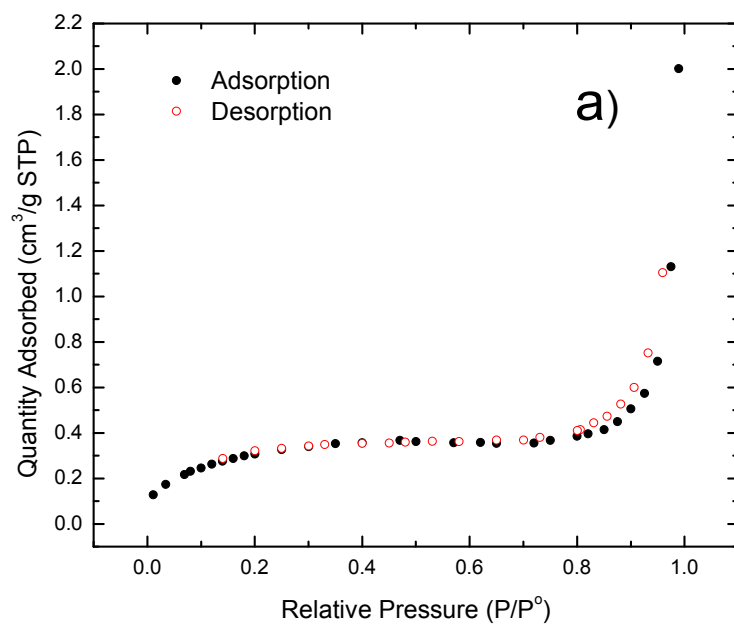 2.2
2.0
1.8
1.6
1.4
1.2
1.0
0.8
0.6
0.4
0.2
0.0
Quantity Adsorbed (cm³/g STP)
Adsorption
Desorption
a)
0.0 0.2 0.4 0.6 0.8 1.0
Relative Pressure (P/Pº)